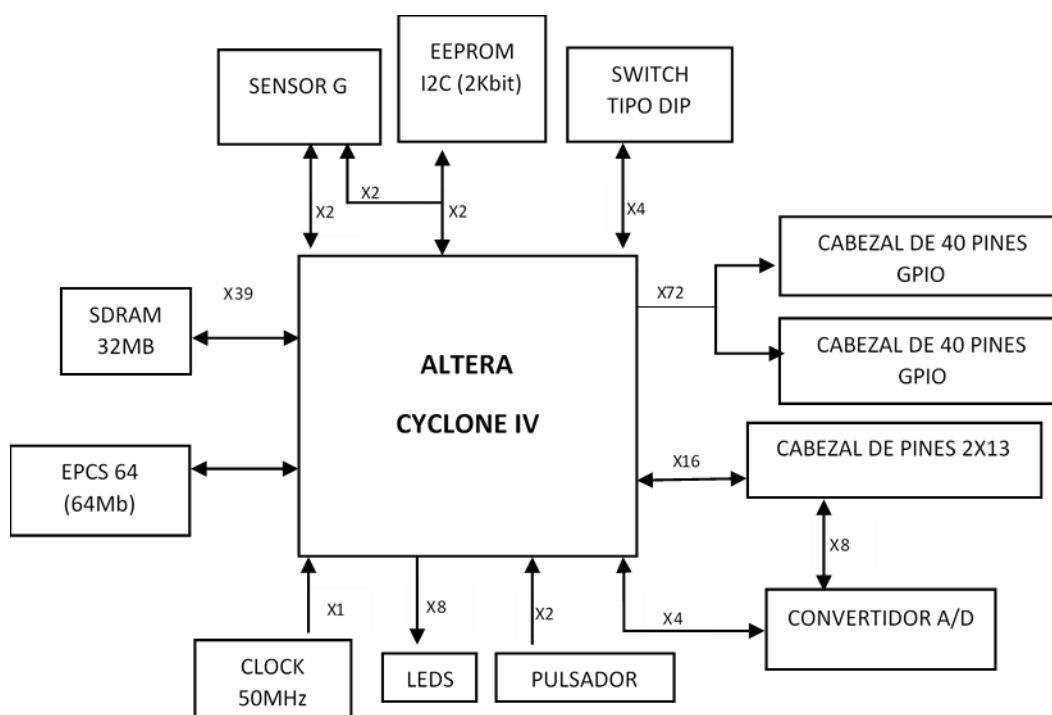 SENSOR G
EEPROM
I2C (2Kbit)
SWITCH
TIPO DIP
X2
X2
X2
X4
CABEZAL DE 40 PINES
GPIO
X72
CABEZAL DE 40 PINES
GPIO
X39
SDRAM
32MB
ALTERA
CYCLONE IV
EPCS 64
(64Mb)
X16
CABEZAL DE PINES 2X13
X8
X1
X8
X2
X4
CONVERTIDOR A/D
CLOCK
50MHz
LEDS
PULSADOR